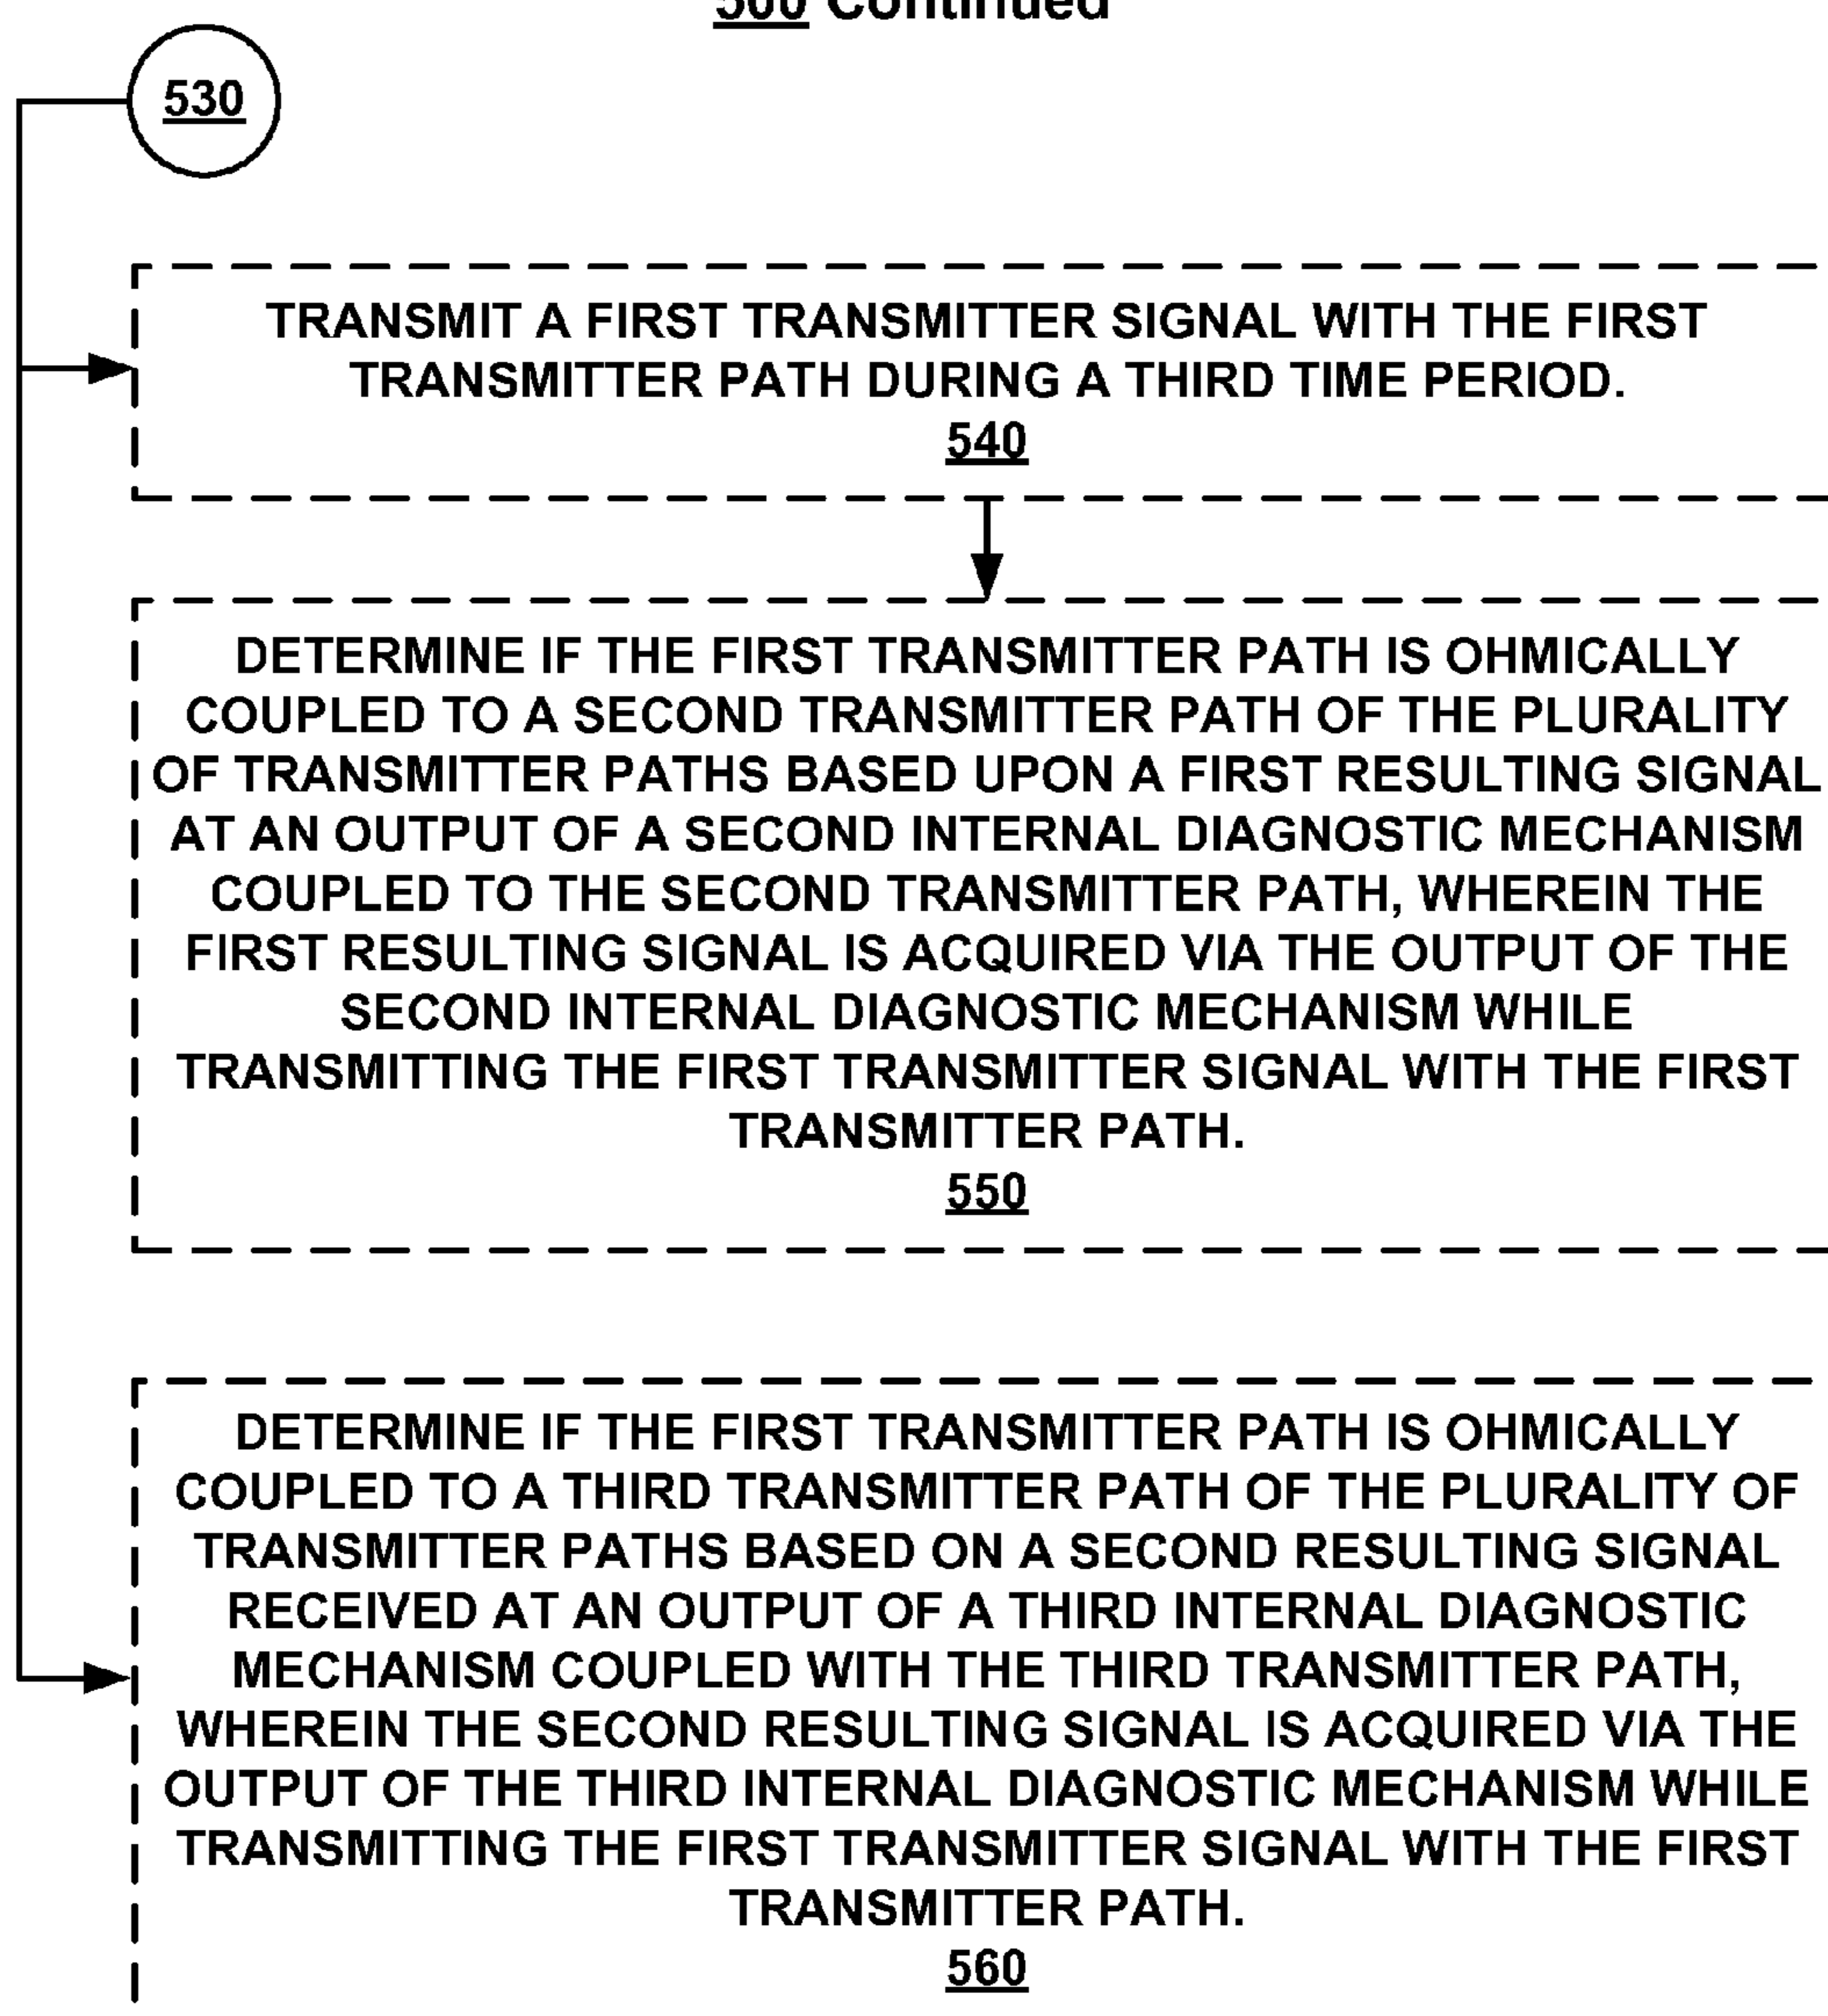 500 Continued
530
TRANSMIT A FIRST TRANSMITTER SIGNAL WITH THE FIRST
TRANSMITTER PATH DURING A THIRD TIME PERIOD.
540
DETERMINE IF THE FIRST TRANSMITTER PATH IS OHMICALLY
COUPLED TO A SECOND TRANSMITTER PATH OF THE PLURALITY
OF TRANSMITTER PATHS BASED UPON A FIRST RESULTING SIGNAL
AT AN OUTPUT OF A SECOND INTERNAL DIAGNOSTIC MECHANISM
COUPLED TO THE SECOND TRANSMITTER PATH, WHEREIN THE
FIRST RESULTING SIGNAL IS ACQUIRED VIA THE OUTPUT OF THE
SECOND INTERNAL DIAGNOSTIC MECHANISM WHILE
TRANSMITTING THE FIRST TRANSMITTER SIGNAL WITH THE FIRST
TRANSMITTER PATH.
550
DETERMINE IF THE FIRST TRANSMITTER PATH IS OHMICALLY
COUPLED TO A THIRD TRANSMITTER PATH OF THE PLURALITY OF
TRANSMITTER PATHS BASED ON A SECOND RESULTING SIGNAL
RECEIVED AT AN OUTPUT OF A THIRD INTERNAL DIAGNOSTIC
MECHANISM COUPLED WITH THE THIRD TRANSMITTER PATH,
WHEREIN THE SECOND RESULTING SIGNAL IS ACQUIRED VIA THE
OUTPUT OF THE THIRD INTERNAL DIAGNOSTIC MECHANISM WHILE
TRANSMITTING THE FIRST TRANSMITTER SIGNAL WITH THE FIRST
TRANSMITTER PATH.
560